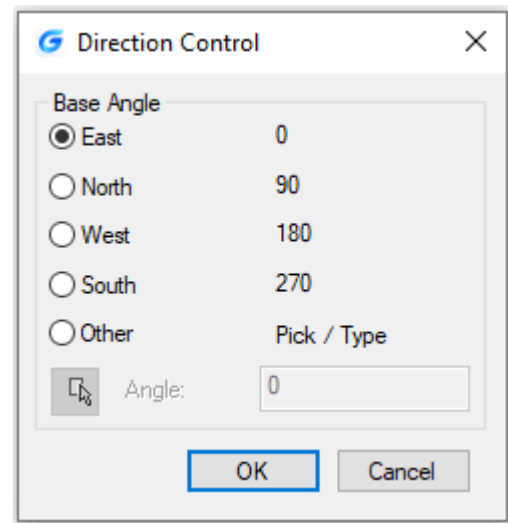 Direction Control
Base Angle
East 0
North 90
West 180
South 270
Other Pick / Type
Angle: 0
OK Cancel